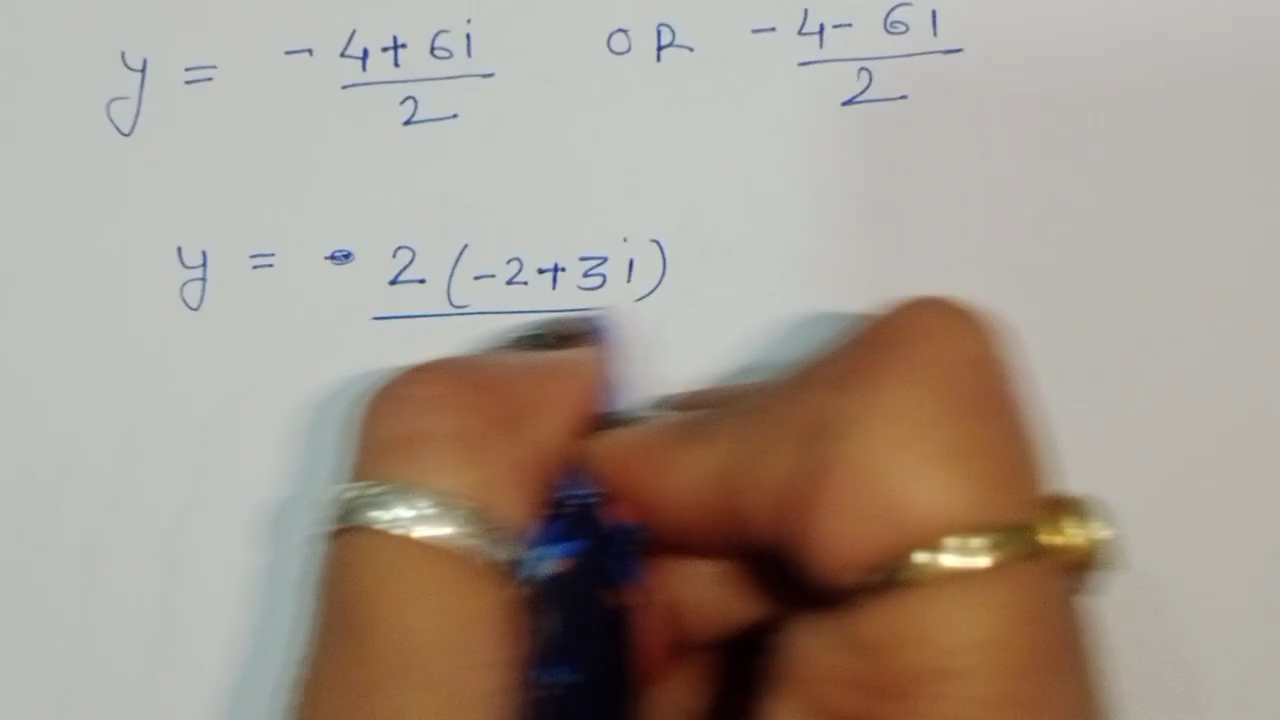 y = -4+6i/2 OR -4-6i/2
y = 2(-2+3i)